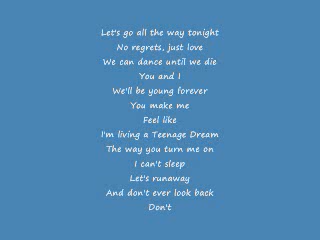 Let's go all the way tonight
No regrets, just love
We can dance until we die
You and I
We'll be young forever
You make me
Feel like
I'm living a Teenage Dream
The way you turn me on
I can't sleep
Let's runaway
And don't ever look back
Don't